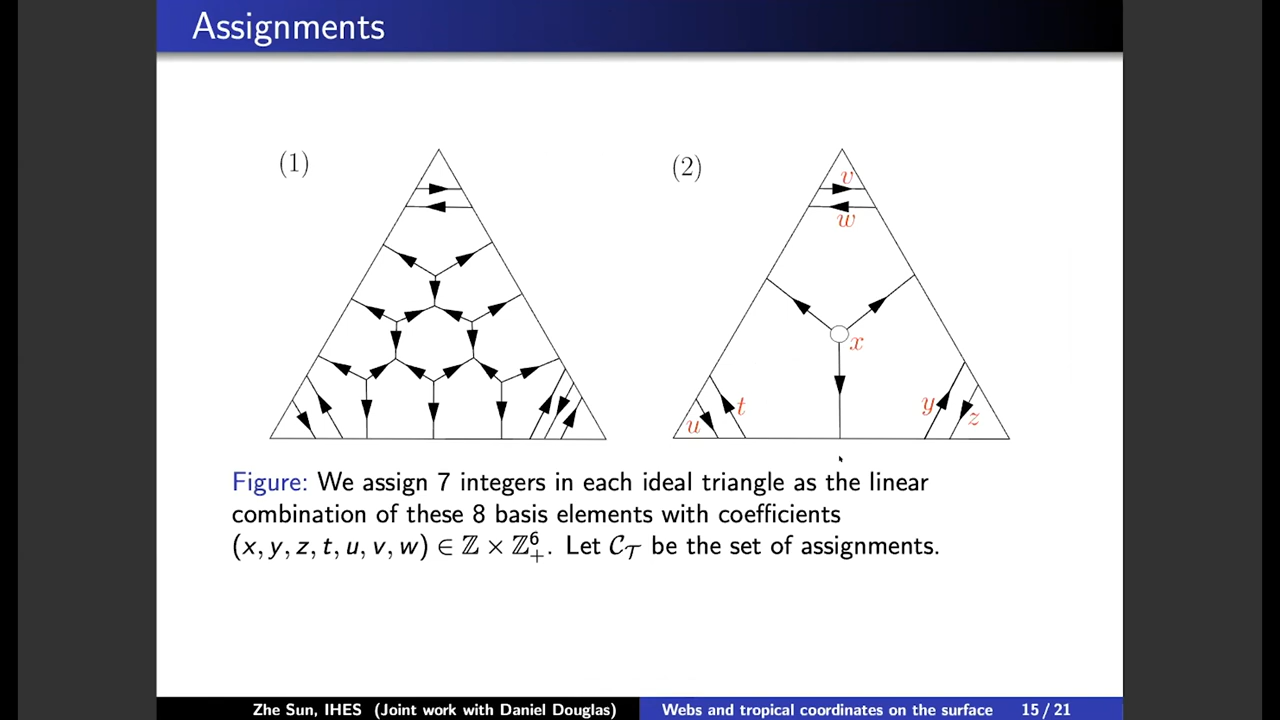 Assignments
(1)
(2)
v
w
x
u
t
y
z
Figure: We assign 7 integers in each ideal triangle as the linear
combination of these 8 basis elements with coefficients
(x, y, z, t, u, v, w) ∈ ℤ × ℤ₊⁶. Let 𝒞_𝒯 be the set of assignments.
Zhe Sun, IHES (Joint work with Daniel Douglas)
Webs and tropical coordinates on the surface
15 / 21